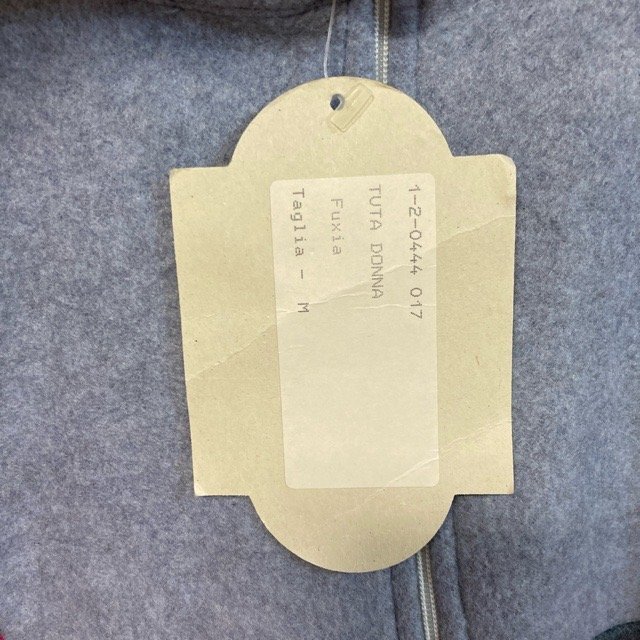 1-2-0444 017
TUTA DONNA
Fuxia
Taglia - M